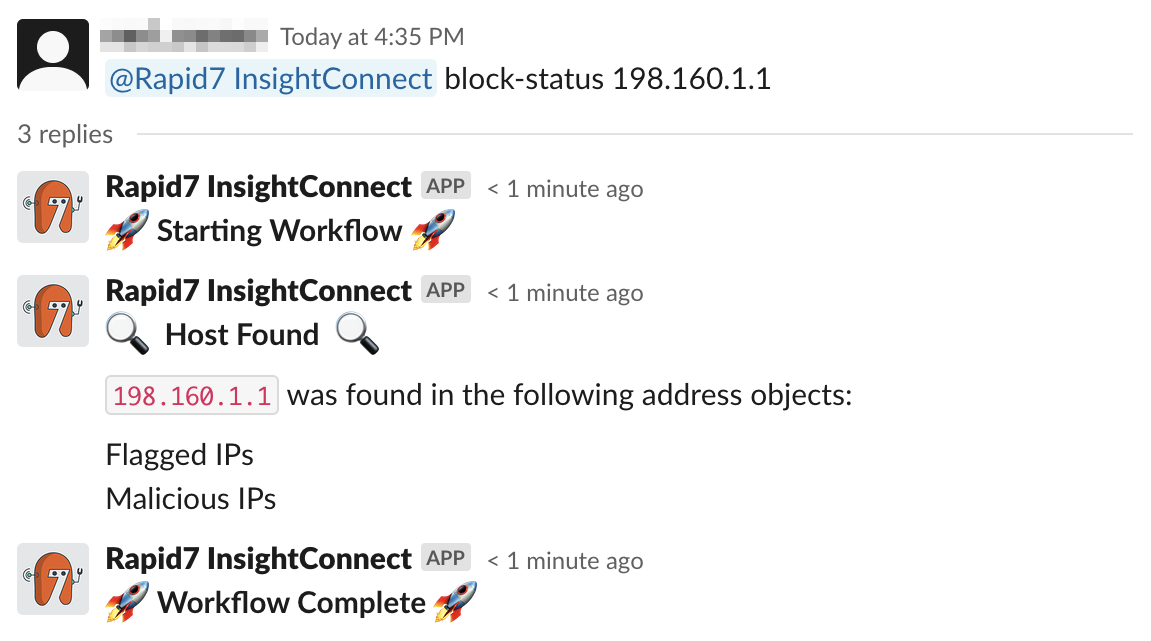 Today at 4:35 PM
@Rapid7 InsightConnect block-status 198.160.1.1
3 replies
Rapid7 InsightConnect APP < 1 minute ago
🚀 Starting Workflow 🚀
Rapid7 InsightConnect APP < 1 minute ago
🔍 Host Found 🔍
198.160.1.1 was found in the following address objects:
Flagged IPs
Malicious IPs
Rapid7 InsightConnect APP < 1 minute ago
🚀 Workflow Complete 🚀